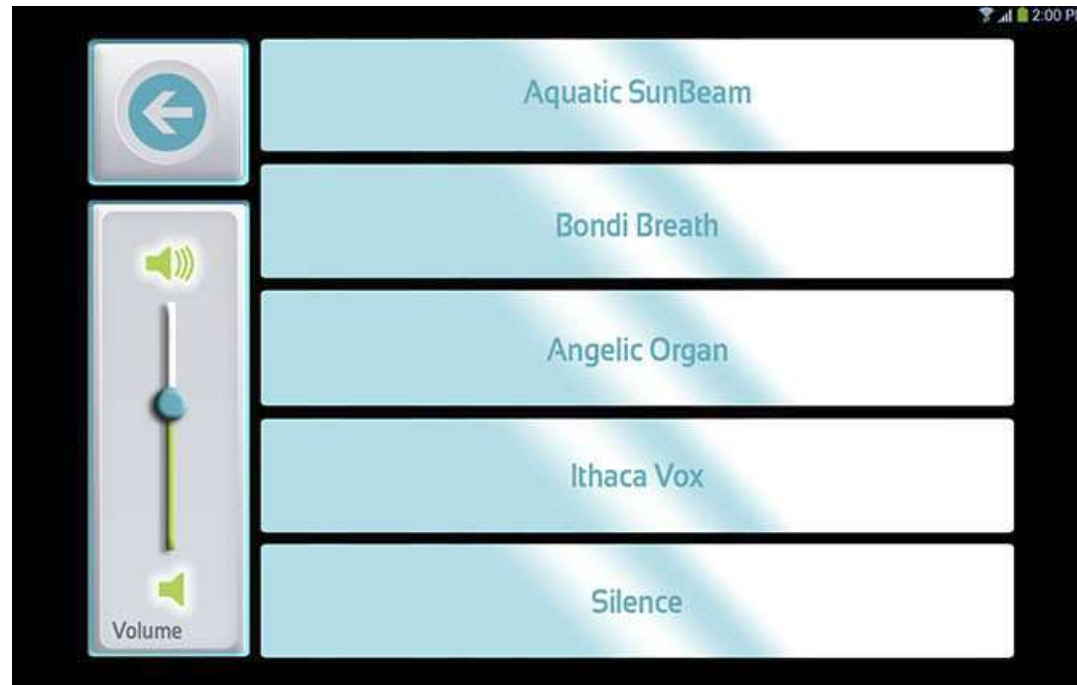 2:00 P
Aquatic SunBeam
Bondi Breath
Angelic Organ
Ithaca Vox
Silence
Volume